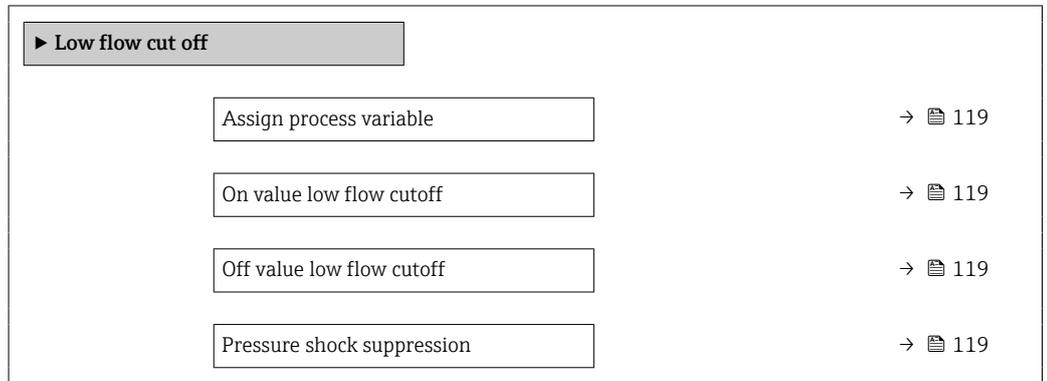 ▶ Low flow cut off
Assign process variable → 119
On value low flow cutoff → 119
Off value low flow cutoff → 119
Pressure shock suppression → 119